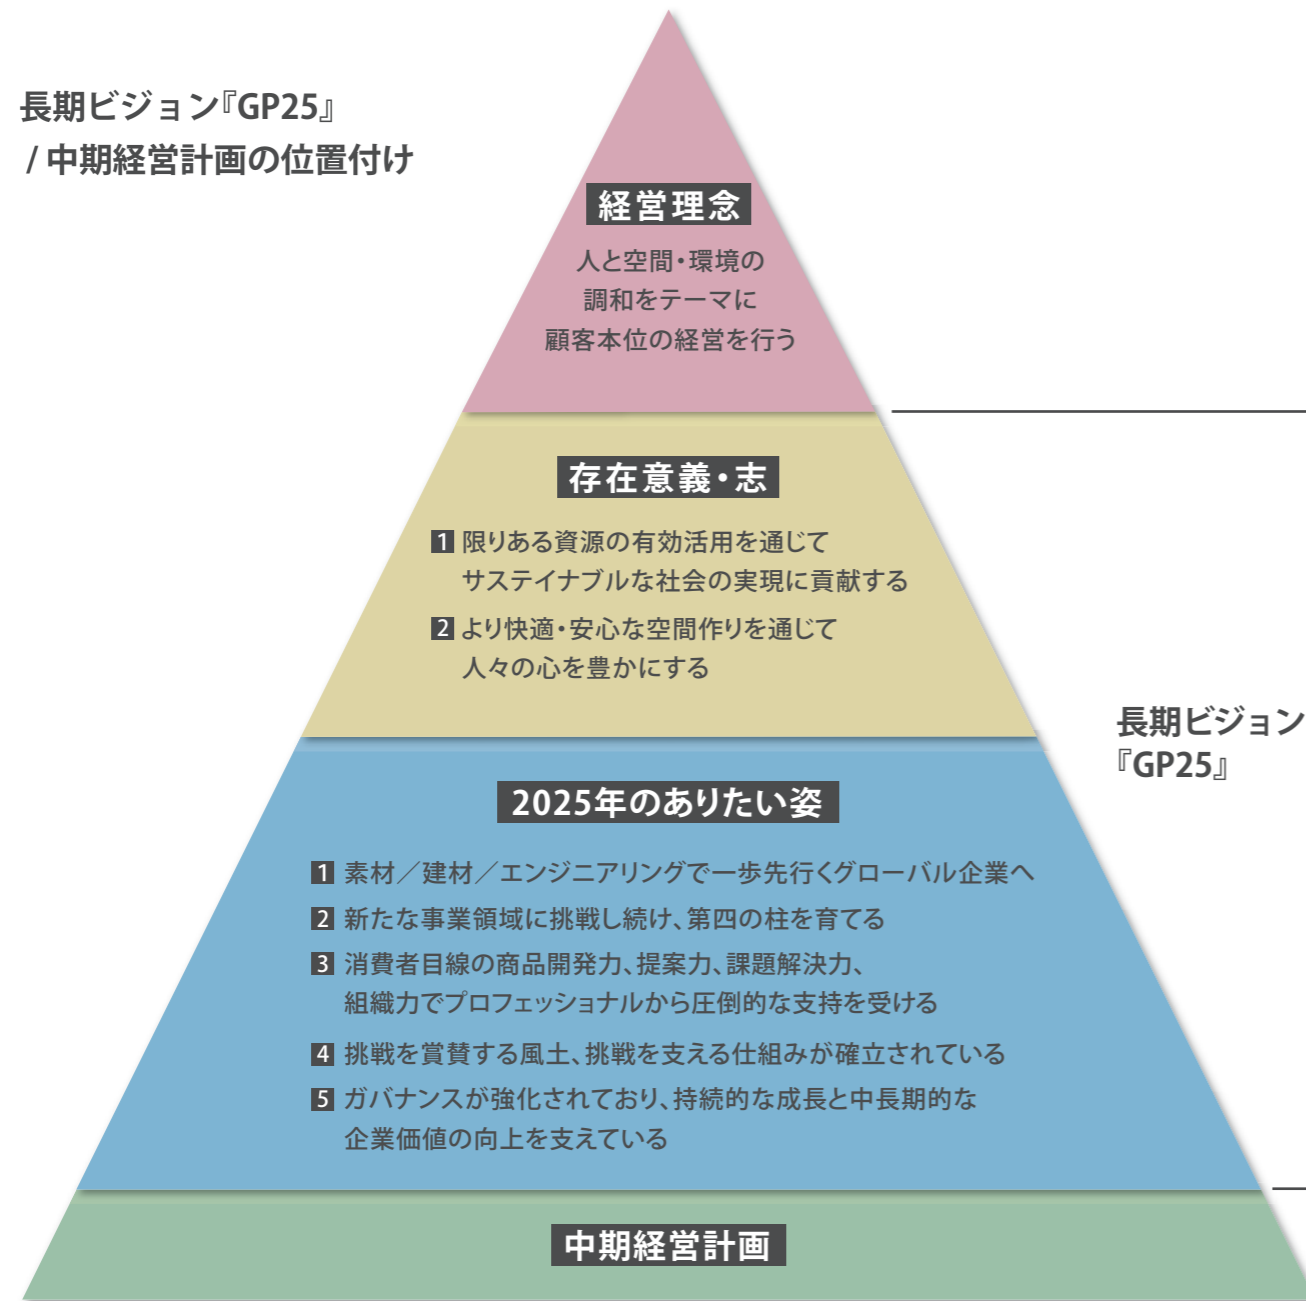 長期ビジョン『GP25』
/ 中期経営計画の位置付け
経営理念
人と空間・環境の
調和をテーマに
顧客本位の経営を行う
存在意義・志
1 限りある資源の有効活用を通じて
サステイナブルな社会の実現に貢献する
2 より快適・安心な空間作りを通じて
人々の心を豊かにする
長期ビジョン
『GP25』
2025年のありたい姿
1 素材／建材／エンジニアリングで一歩先行くグローバル企業へ
2 新たな事業領域に挑戦し続け、第四の柱を育てる
3 消費者目線の商品開発力、提案力、課題解決力、
組織力でプロフェッショナルから圧倒的な支持を受ける
4 挑戦を賞賛する風土、挑戦を支える仕組みが確立されている
5 ガバナンスが強化されており、持続的な成長と中長期的な
企業価値の向上を支えている
中期経営計画